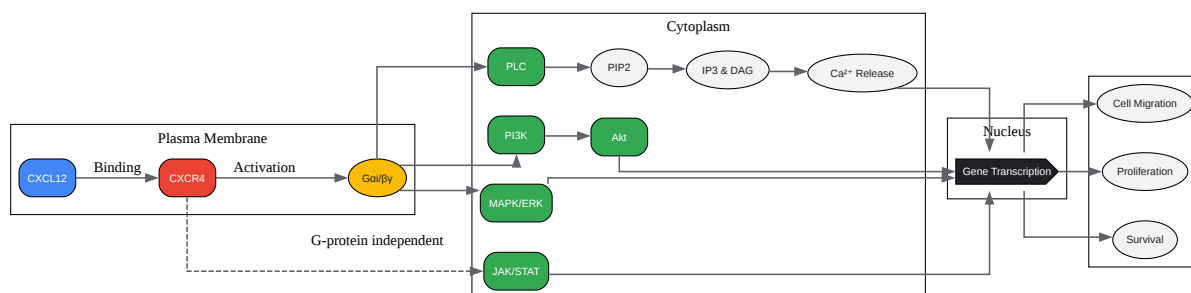 Cytoplasm
PLC
PIP2
IP3 & DAG
Ca²⁺ Release
Plasma Membrane
CXCL12
Binding
CXCR4
Activation
Gαi/βγ
PI3K
Akt
MAPK/ERK
G-protein independent
JAK/STAT
Nucleus
Gene Transcription
Cell Migration
Proliferation
Survival